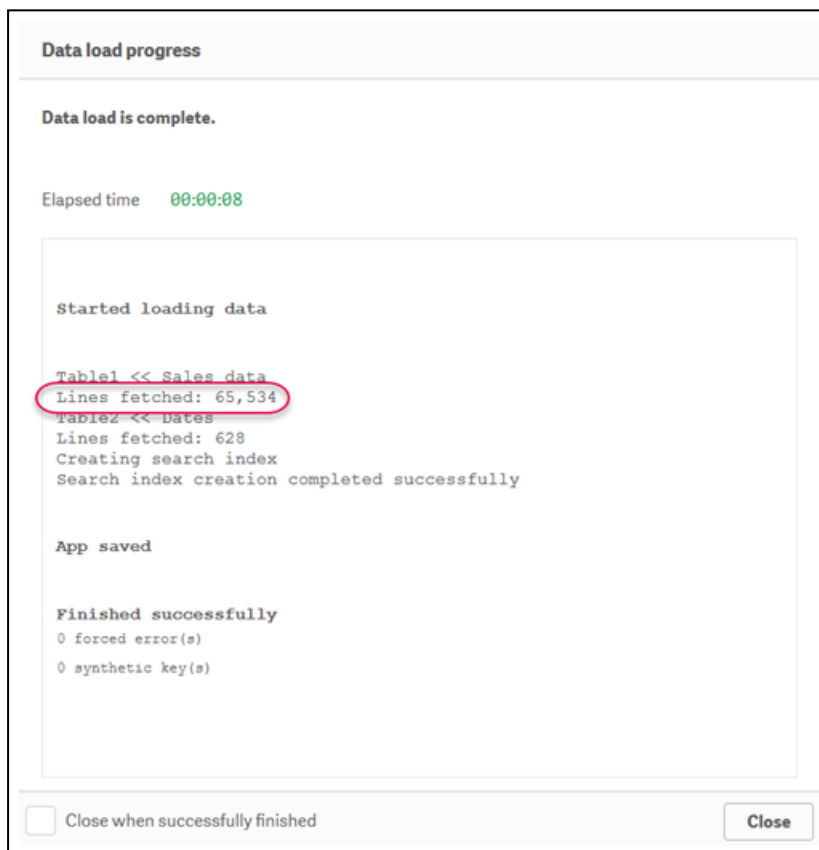 Data load progress
Data load is complete.
Elapsed time 00:00:08
Started loading data
Table1 << Sales data
Lines fetched: 65,534
Table2 << Dates
Lines fetched: 628
Creating search index
Search index creation completed successfully
App saved
Finished successfully
0 forced error(s)
0 synthetic key(s)
Close when successfully finished
Close